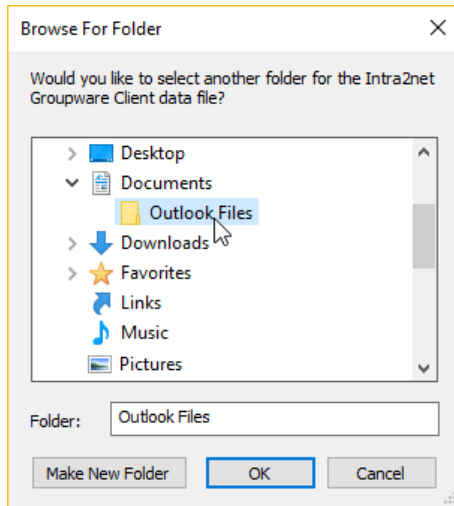 Browse For Folder
Would you like to select another folder for the Intra2net
Groupware Client data file?
Desktop
Documents
Outlook Files
Downloads
Favorites
Links
Music
Pictures
Folder: Outlook Files
Make New Folder OK Cancel